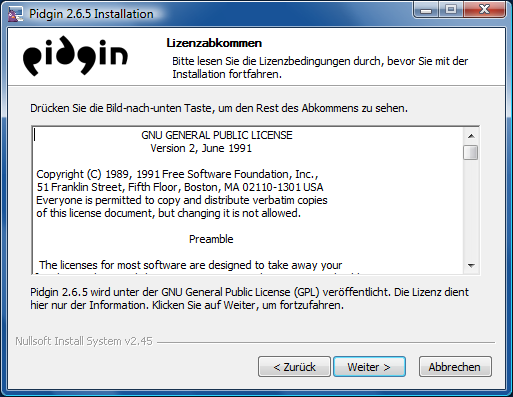 Pidgin 2.6.5 Installation
pidgin
Lizenzabkommen
Bitte lesen Sie die Lizenzbedingungen durch, bevor Sie mit der
Installation fortfahren.
Drücken Sie die Bild-nach-unten Taste, um den Rest des Abkommens zu sehen.
GNU GENERAL PUBLIC LICENSE
Version 2, June 1991
Copyright (C) 1989, 1991 Free Software Foundation, Inc.,
51 Franklin Street, Fifth Floor, Boston, MA 02110-1301 USA
Everyone is permitted to copy and distribute verbatim copies
of this license document, but changing it is not allowed.
Preamble
The licenses for most software are designed to take away your
Pidgin 2.6.5 wird unter der GNU General Public License (GPL) veröffentlicht. Die Lizenz dient
hier nur der Information. Klicken Sie auf Weiter, um fortzufahren.
Nullsoft Install System v2.45
< Zurück
Weiter >
Abbrechen